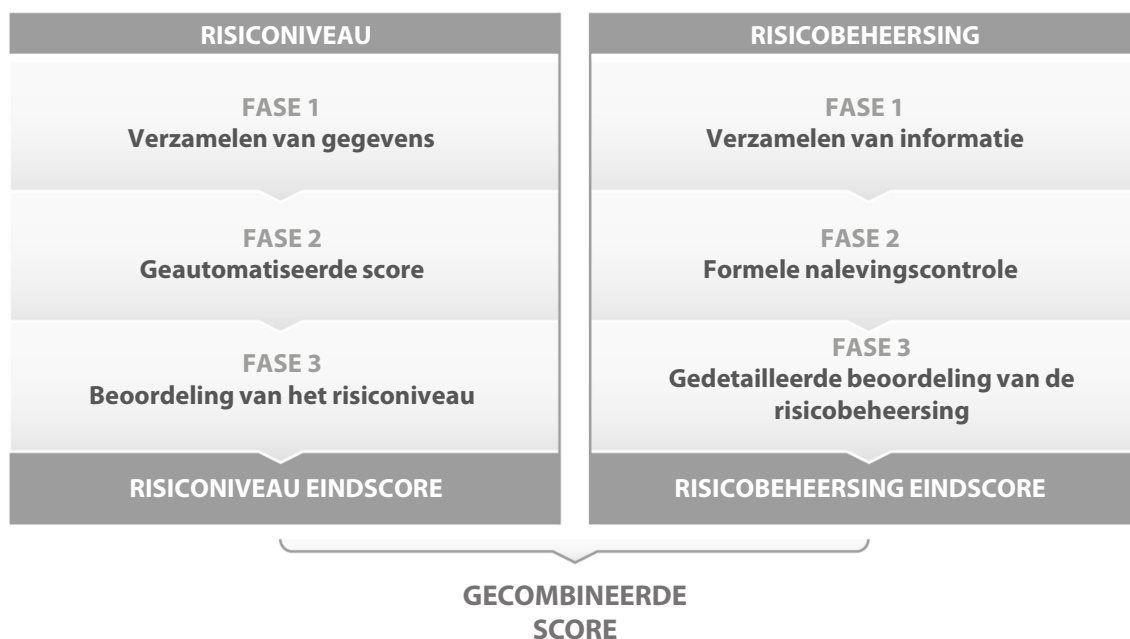 RISICONIVEAU
FASE 1
Verzamelen van gegevens
FASE 2
Geautomatiseerde score
FASE 3
Beoordeling van het risiconiveau
RISICONIVEAU EINDSCORE
RISICOBEHEERSING
FASE 1
Verzamelen van informatie
FASE 2
Formele nalevingscontrole
FASE 3
Gedetailleerde beoordeling van de
risicobeheersing
RISICOBEHEERSING EINDSCORE
GECOMBINEERDE
SCORE